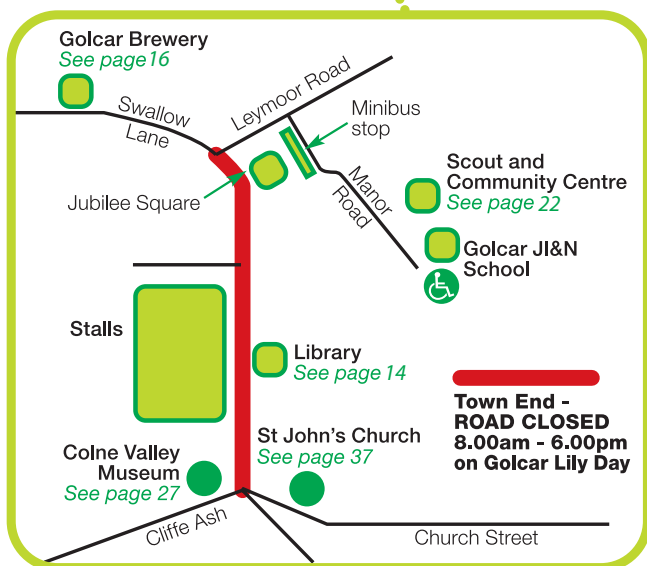 Golcar Brewery
See page 16
Swallow
Lane
Leymoor Road
Minibus
stop
Manor
Road
Scout and
Community Centre
See page 22
Jubilee Square
Golcar JI&N
School
Stalls
Library
See page 14
Town End -
ROAD CLOSED
8.00am - 6.00pm
on Golcar Lily Day
St John's Church
See page 37
Colne Valley
Museum
See page 27
Cliffe Ash
Church Street